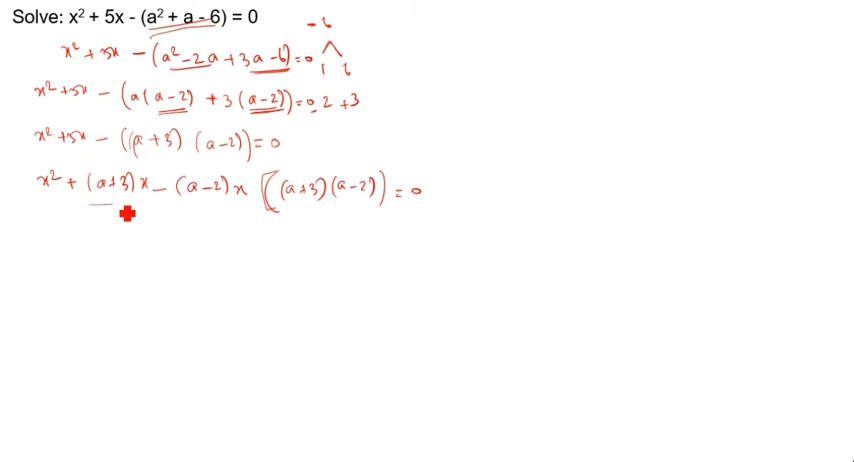 Solve: x² + 5x - (a² + a - 6) = 0
- 6
x² + 5x - (a² - 2a + 3a - 6) = 0
1 6
x² + 5x - (a(a-2) + 3(a-2)) = 0 - 2 + 3
x² + 5x - ((a+3) (a-2)) = 0
x² + (a+3)x - (a-2)x ((a+3)(a-2)) = 0